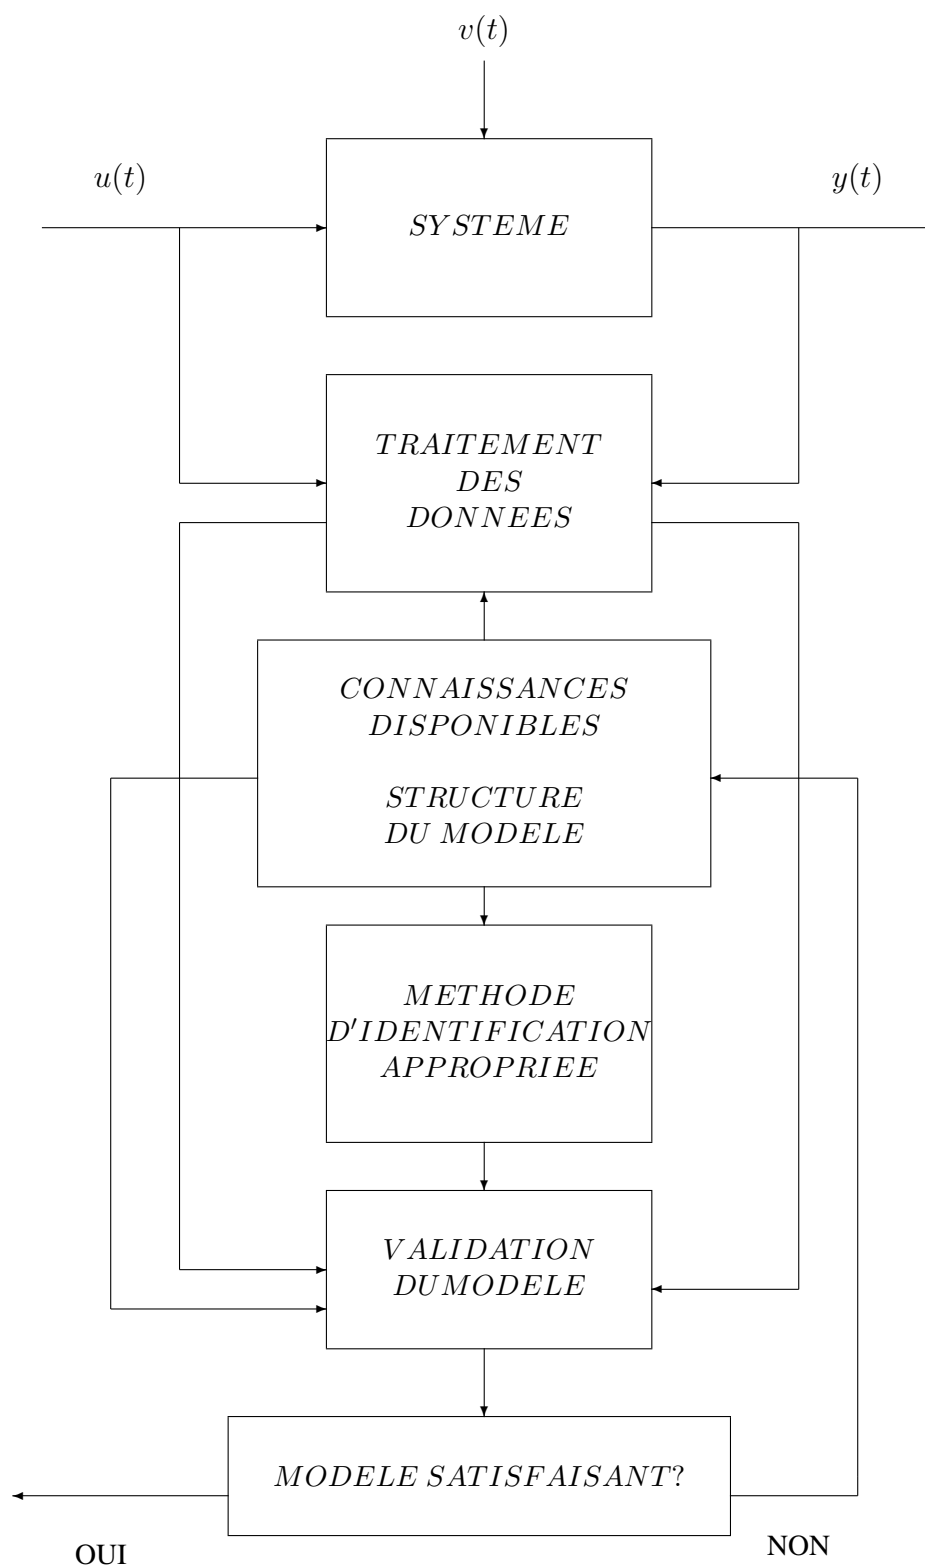 v(t)
u(t)
y(t)
SYSTEME
TRAITEMENT
DES
DONNEES
CONNAISSANCES
DISPONIBLES
STRUCTURE
DU MODELE
METHODE
D'IDENTIFICATION
APPROPRIEE
VALIDATION
DUMODELE
MODELE SATISFAISANT?
OUI
NON